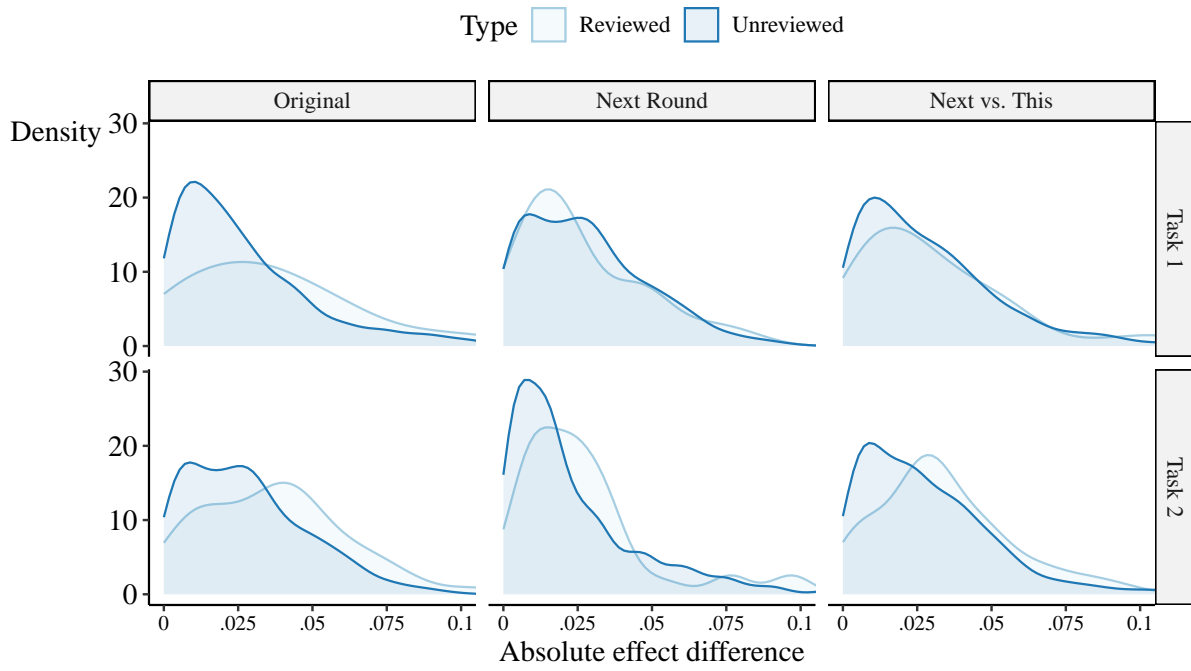 Type Reviewed Unreviewed
Original Next Round Next vs. This
Density
30
20
10
0
Task 1
30
20
10
0
Task 2
0 .025 .05 .075 0.1 0 .025 .05 .075 0.1 0 .025 .05 .075 0.1
Absolute effect difference